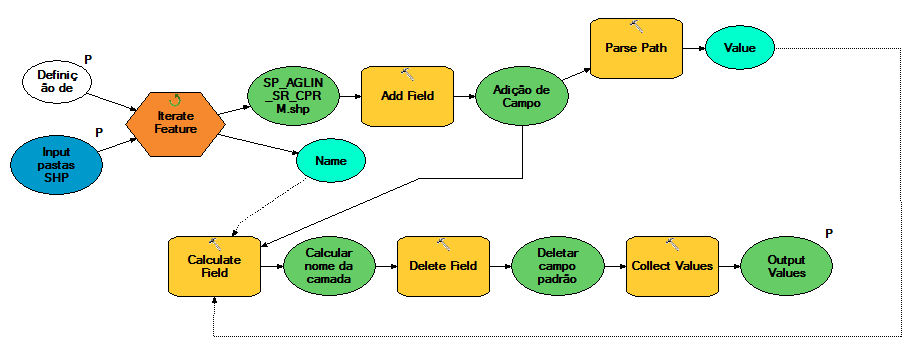 P
Definiç
ão de
P
Input
pastas
SHP
Iterate
Feature
SP_AGLIN
_SR_CPR
M.shp
Name
Add Field
Adição de
Campo
Parse Path
Value
Calculate
Field
Calcular
nome da
camada
Delete Field
Deletar
campo
padrão
Collect Values
P
Output
Values